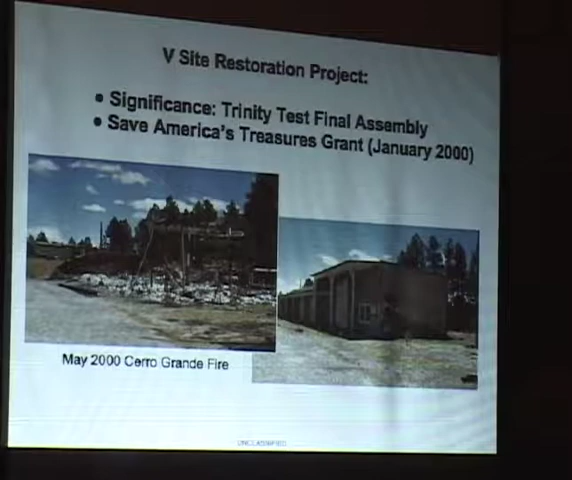 V Site Restoration Project:
• Significance: Trinity Test Final Assembly
• Save America's Treasures Grant (January 2000)
May 2000 Cerro Grande Fire
UNCLASSIFIED